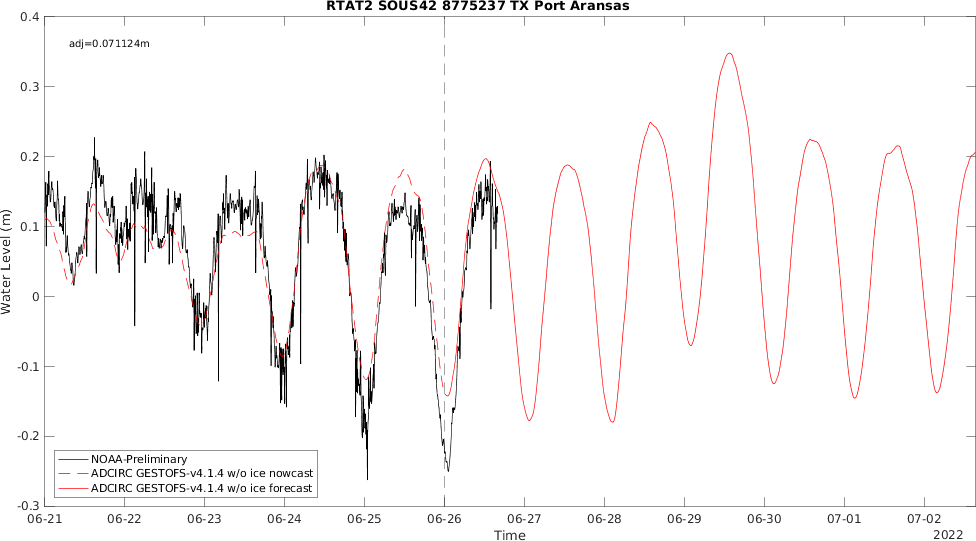 RTAT2 SOUS42 8775237 TX Port Aransas
adj=0.071124m
Water Level (m)
0.4
0.3
0.2
0.1
0
-0.1
-0.2
-0.3
NOAA-Preliminary
ADCIRC GESTOFS-v4.1.4 w/o ice nowcast
ADCIRC GESTOFS-v4.1.4 w/o ice forecast
06-21 06-22 06-23 06-24 06-25 06-26 06-27 06-28 06-29 06-30 07-01 07-02
Time
2022